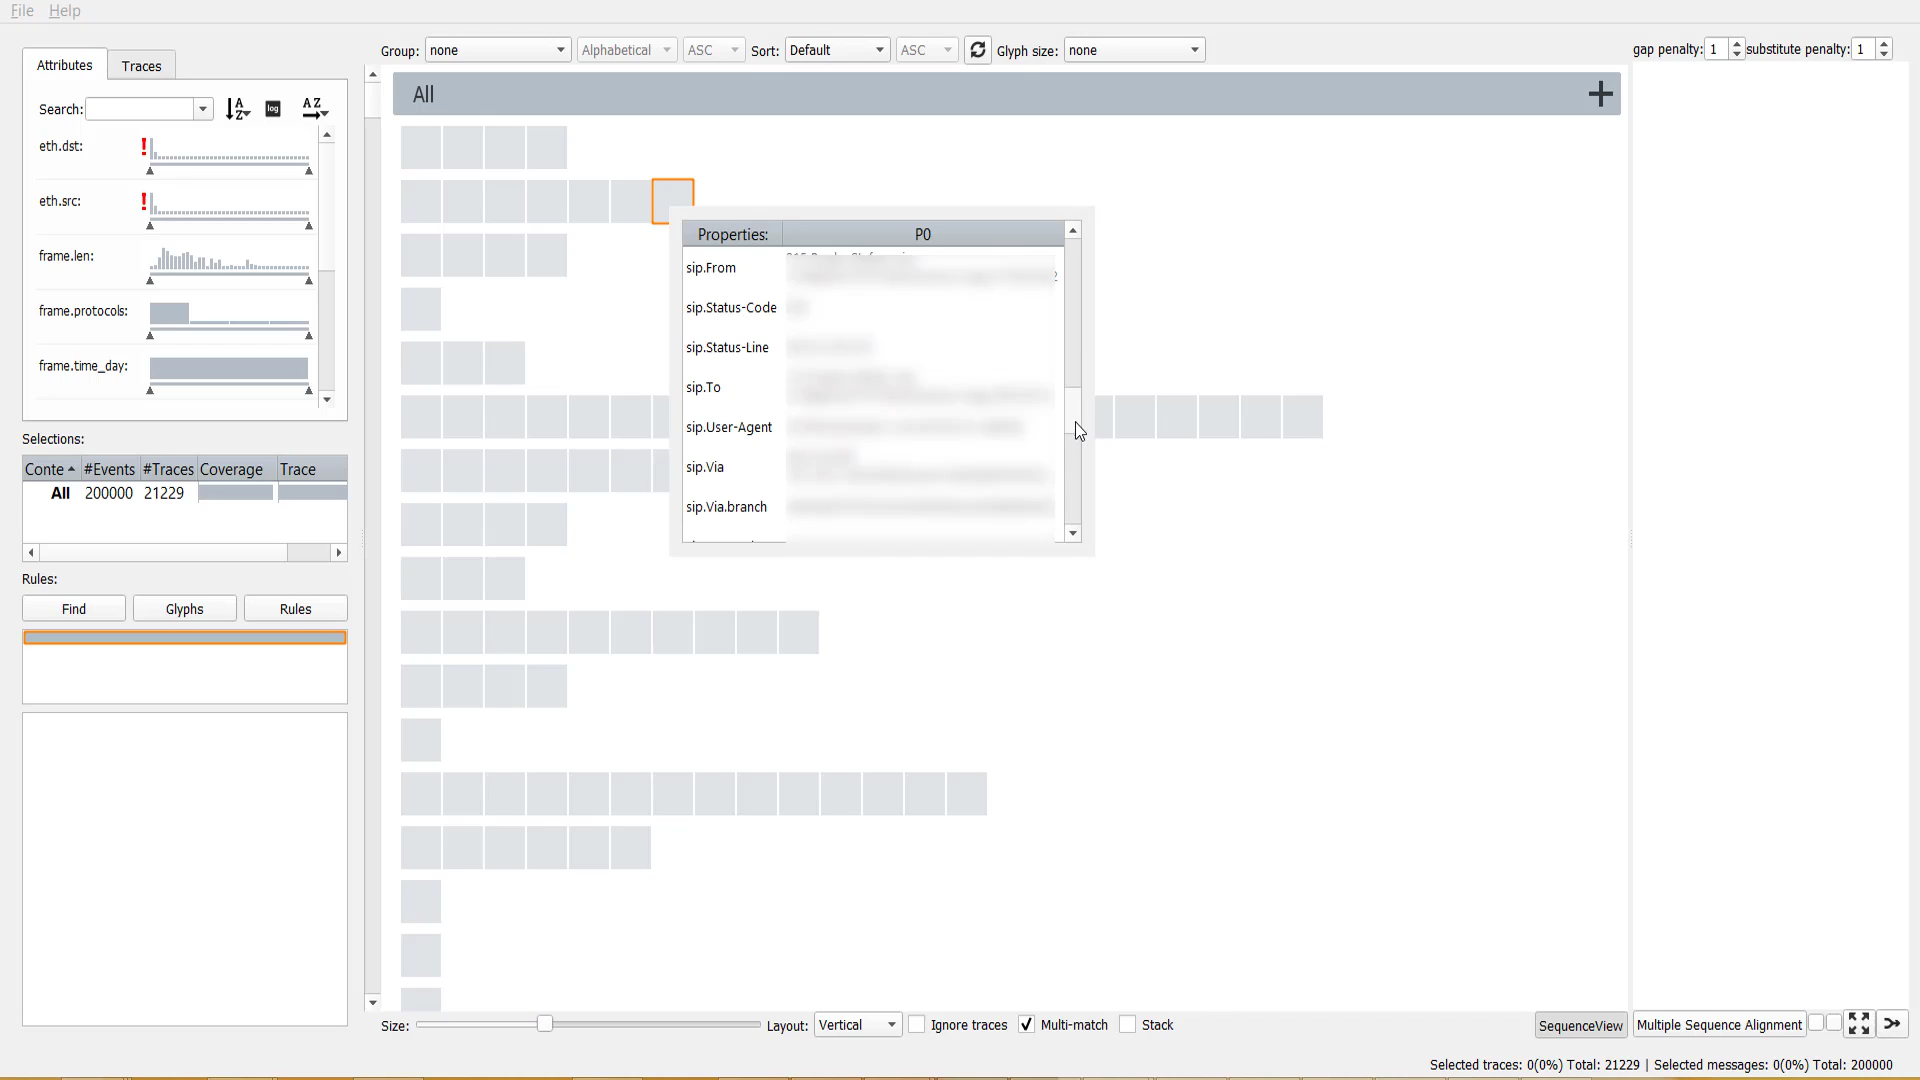 File Help
Group: none Alphabetical ASC Sort: Default ASC Glyph size: none gap penalty: 1 substitute penalty: 1
Attributes Traces
All
Search: A Z log A Z
eth.dst: !
eth.src: !
frame.len:
frame.protocols:
frame.time_day:
Properties: P0
sip.From
sip.Status-Code
sip.Status-Line
sip.To
sip.User-Agent
sip.Via
sip.Via.branch
Selections:
Conte #Events #Traces Coverage Trace
All 200000 21229
Rules:
Find Glyphs Rules
Size: Layout: Vertical Ignore traces Multi-match Stack SequenceView Multiple Sequence Alignment
Selected traces: 0(0%) Total: 21229 | Selected messages: 0(0%) Total: 200000